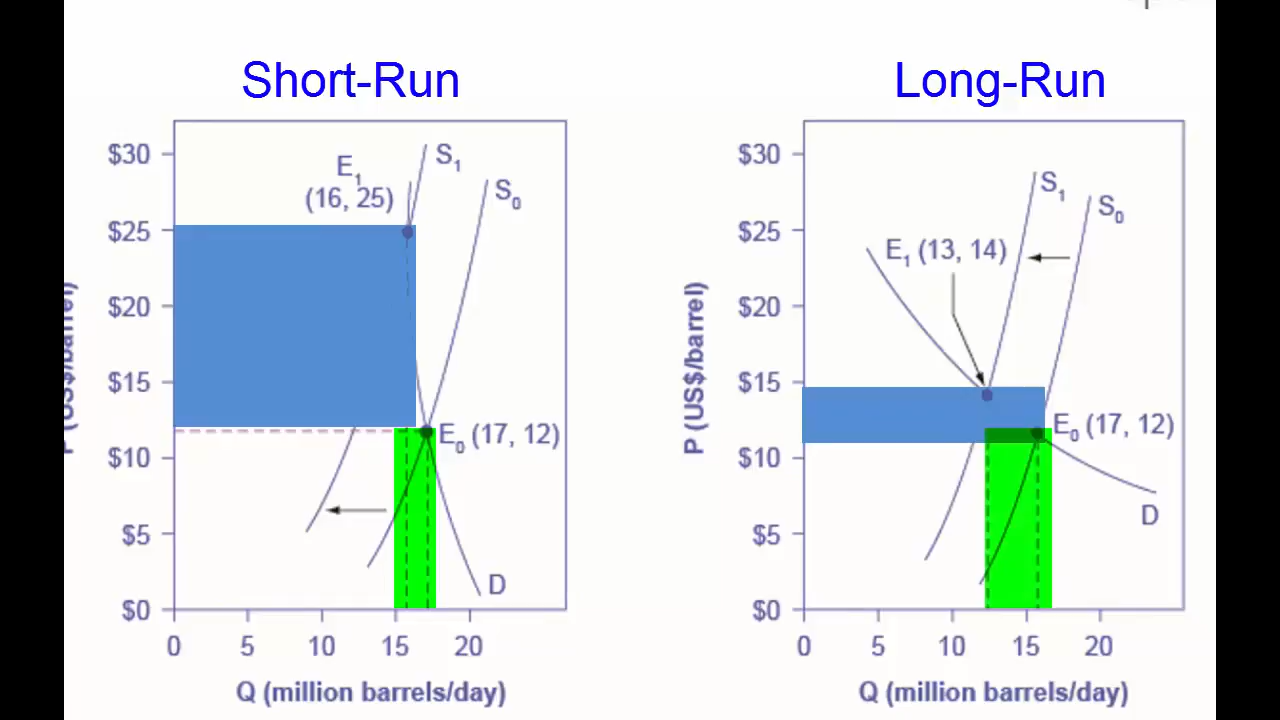 Short-Run
$30
$25
$20
$15
$10
$5
$0
P (US$/barrel)
E1
(16, 25)
S1
S0
E0 (17, 12)
D
0 5 10 15 20
Q (million barrels/day)
Long-Run
$30
$25
$20
$15
$10
$5
$0
P (US$/barrel)
S1
S0
E1 (13, 14)
E0 (17, 12)
D
0 5 10 15 20
Q (million barrels/day)